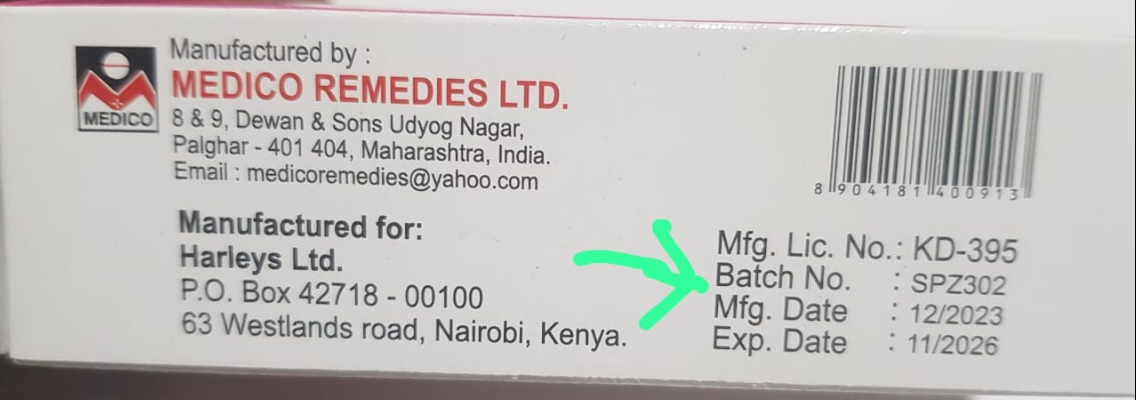 MEDICO
Manufactured by :
MEDICO REMEDIES LTD.
8 & 9, Dewan & Sons Udyog Nagar,
Palghar - 401 404, Maharashtra, India.
Email : medicoremedies@yahoo.com
Manufactured for:
Harleys Ltd.
P.O. Box 42718 - 00100
63 Westlands road, Nairobi, Kenya.
8 904181 400913
Mfg. Lic. No.: KD-395
Batch No. : SPZ302
Mfg. Date : 12/2023
Exp. Date : 11/2026